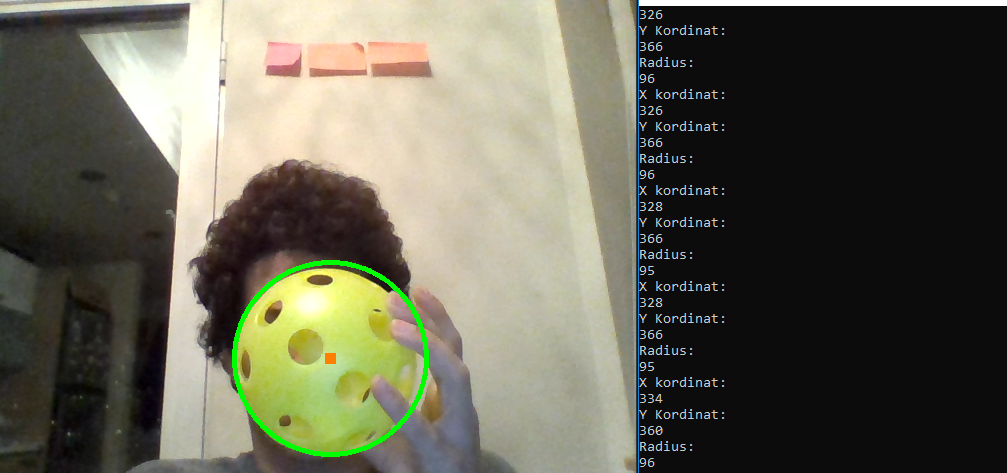 326
Y Kordinat:
366
Radius:
96
X kordinat:
326
Y Kordinat:
366
Radius:
96
X kordinat:
328
Y Kordinat:
366
Radius:
95
X kordinat:
328
Y Kordinat:
366
Radius:
95
X kordinat:
334
Y Kordinat:
360
Radius:
96